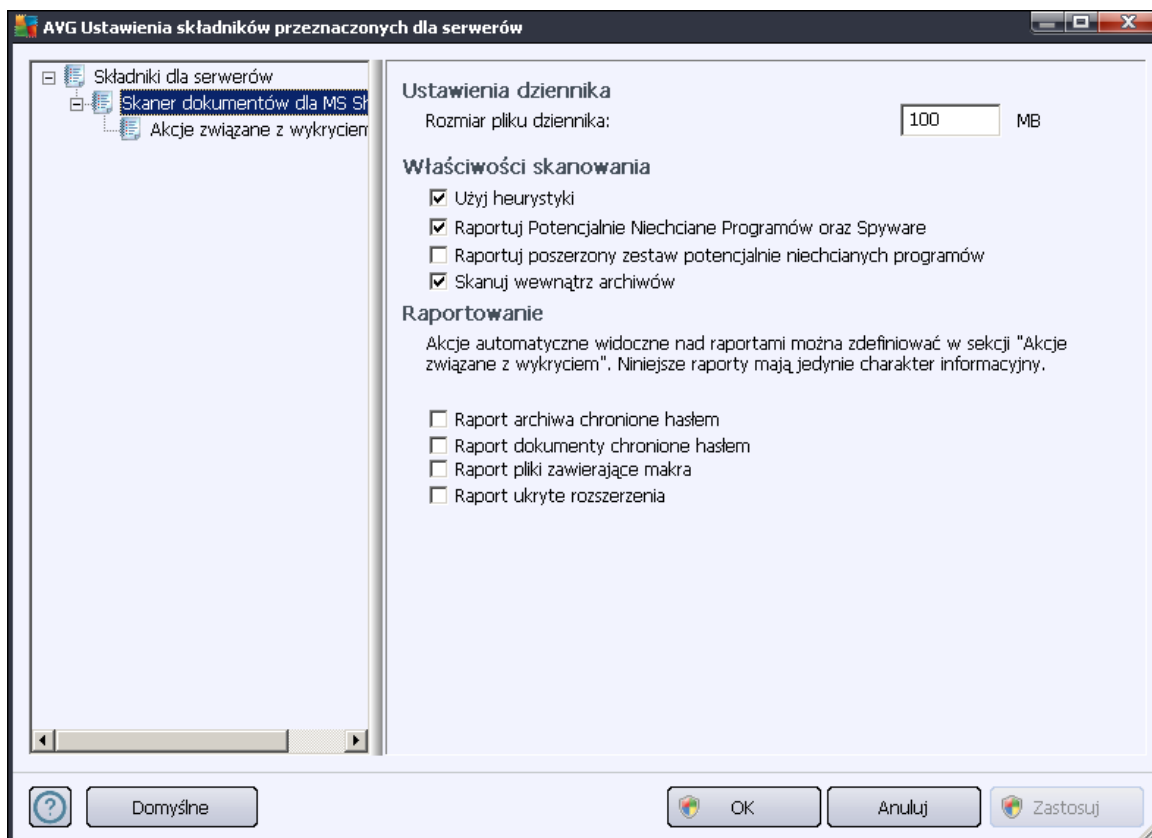 AVG Ustawienia składników przeznaczonych dla serwerów
Składniki dla serwerów
Skaner dokumentów dla MS Sh
Akcje związane z wykryciem
Ustawienia dziennika
Rozmiar pliku dziennika: 100 MB
Właściwości skanowania
Użyj heurystyki
Raportuj Potencjalnie Niechciane Programów oraz Spyware
Raportuj poszerzony zestaw potencjalnie niechcianych programów
Skanuj wewnątrz archiwów
Raportowanie
Akcje automatyczne widoczne nad raportami można zdefiniować w sekcji "Akcje
związane z wykryciem". Niniejsze raporty mają jedynie charakter informacyjny.
Raport archiwa chronione hasłem
Raport dokumenty chronione hasłem
Raport pliki zawierające makra
Raport ukryte rozszerzenia
? Domyślne OK Anuluj Zastosuj